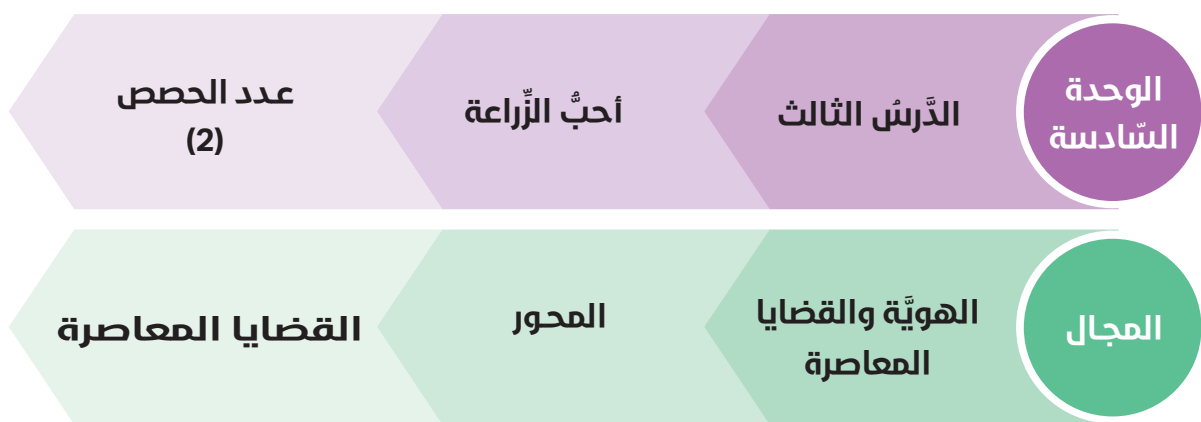 الوحدة
السّادسة
الدَّرسُ الثالث
أحبُّ الزِّراعة
عدد الحصص
(2)
المجال
الهويَّة والقضايا
المعاصرة
المحور
القضايا المعاصرة